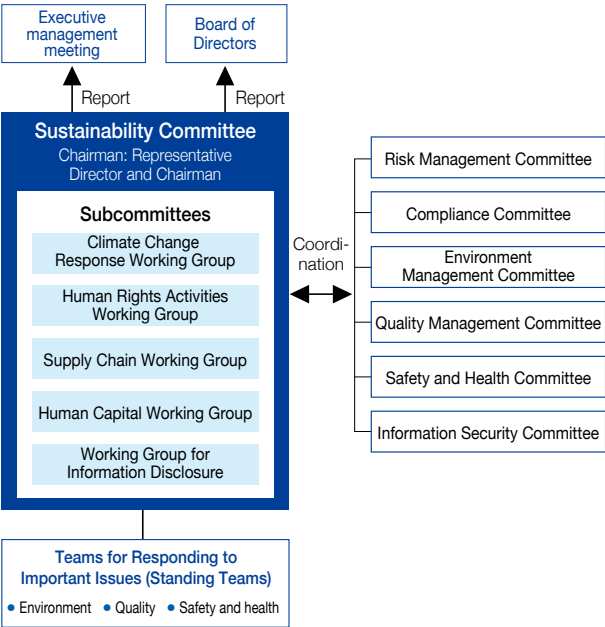 Executive
management
meeting
Board of
Directors
Report
Report
Sustainability Committee
Chairman: Representative
Director and Chairman
Subcommittees
Climate Change
Response Working Group
Human Rights Activities
Working Group
Supply Chain Working Group
Human Capital Working Group
Working Group for
Information Disclosure
Coordi-
nation
Risk Management Committee
Compliance Committee
Environment
Management Committee
Quality Management Committee
Safety and Health Committee
Information Security Committee
Teams for Responding to
Important Issues (Standing Teams)
• Environment • Quality • Safety and health